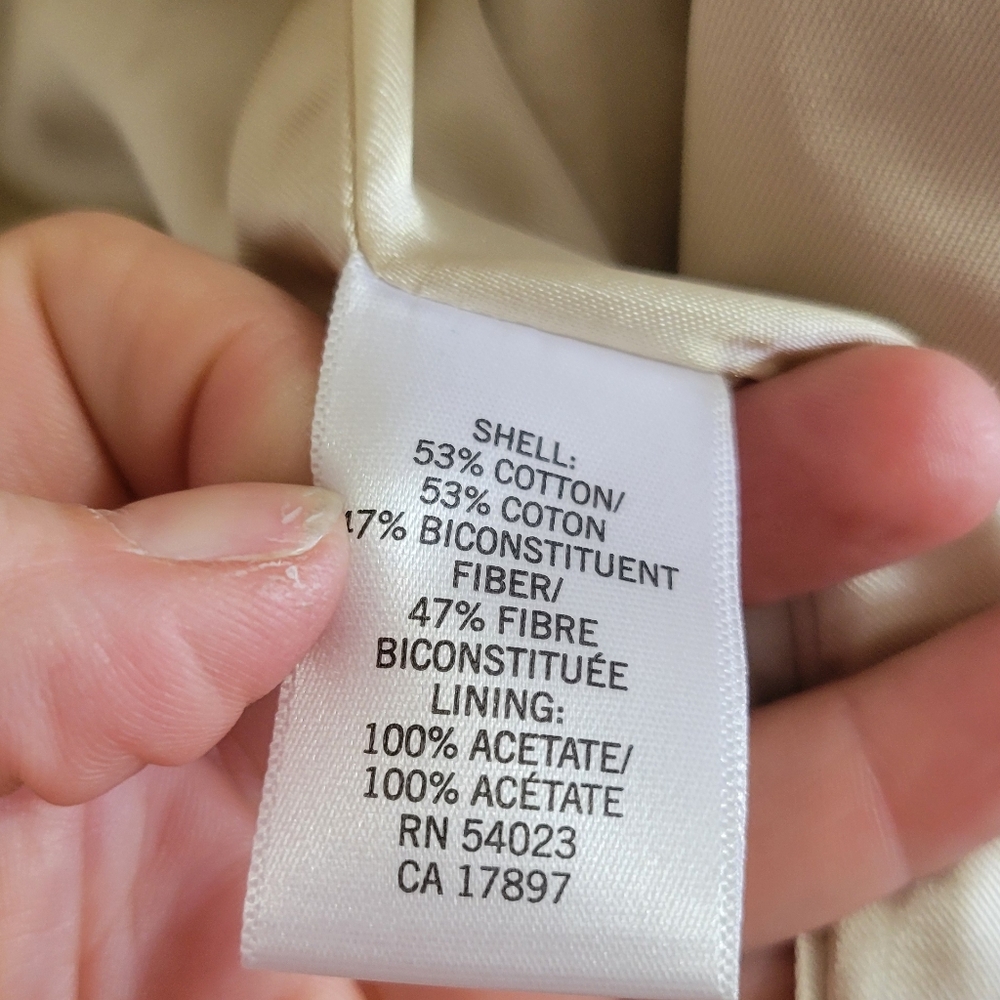 SHELL:
53% COTTON/
53% COTON
47% BICONSTITUENT
FIBER/
47% FIBRE
BICONSTITUÉE
LINING:
100% ACETATE/
100% ACÉTATE
RN 54023
CA 17897